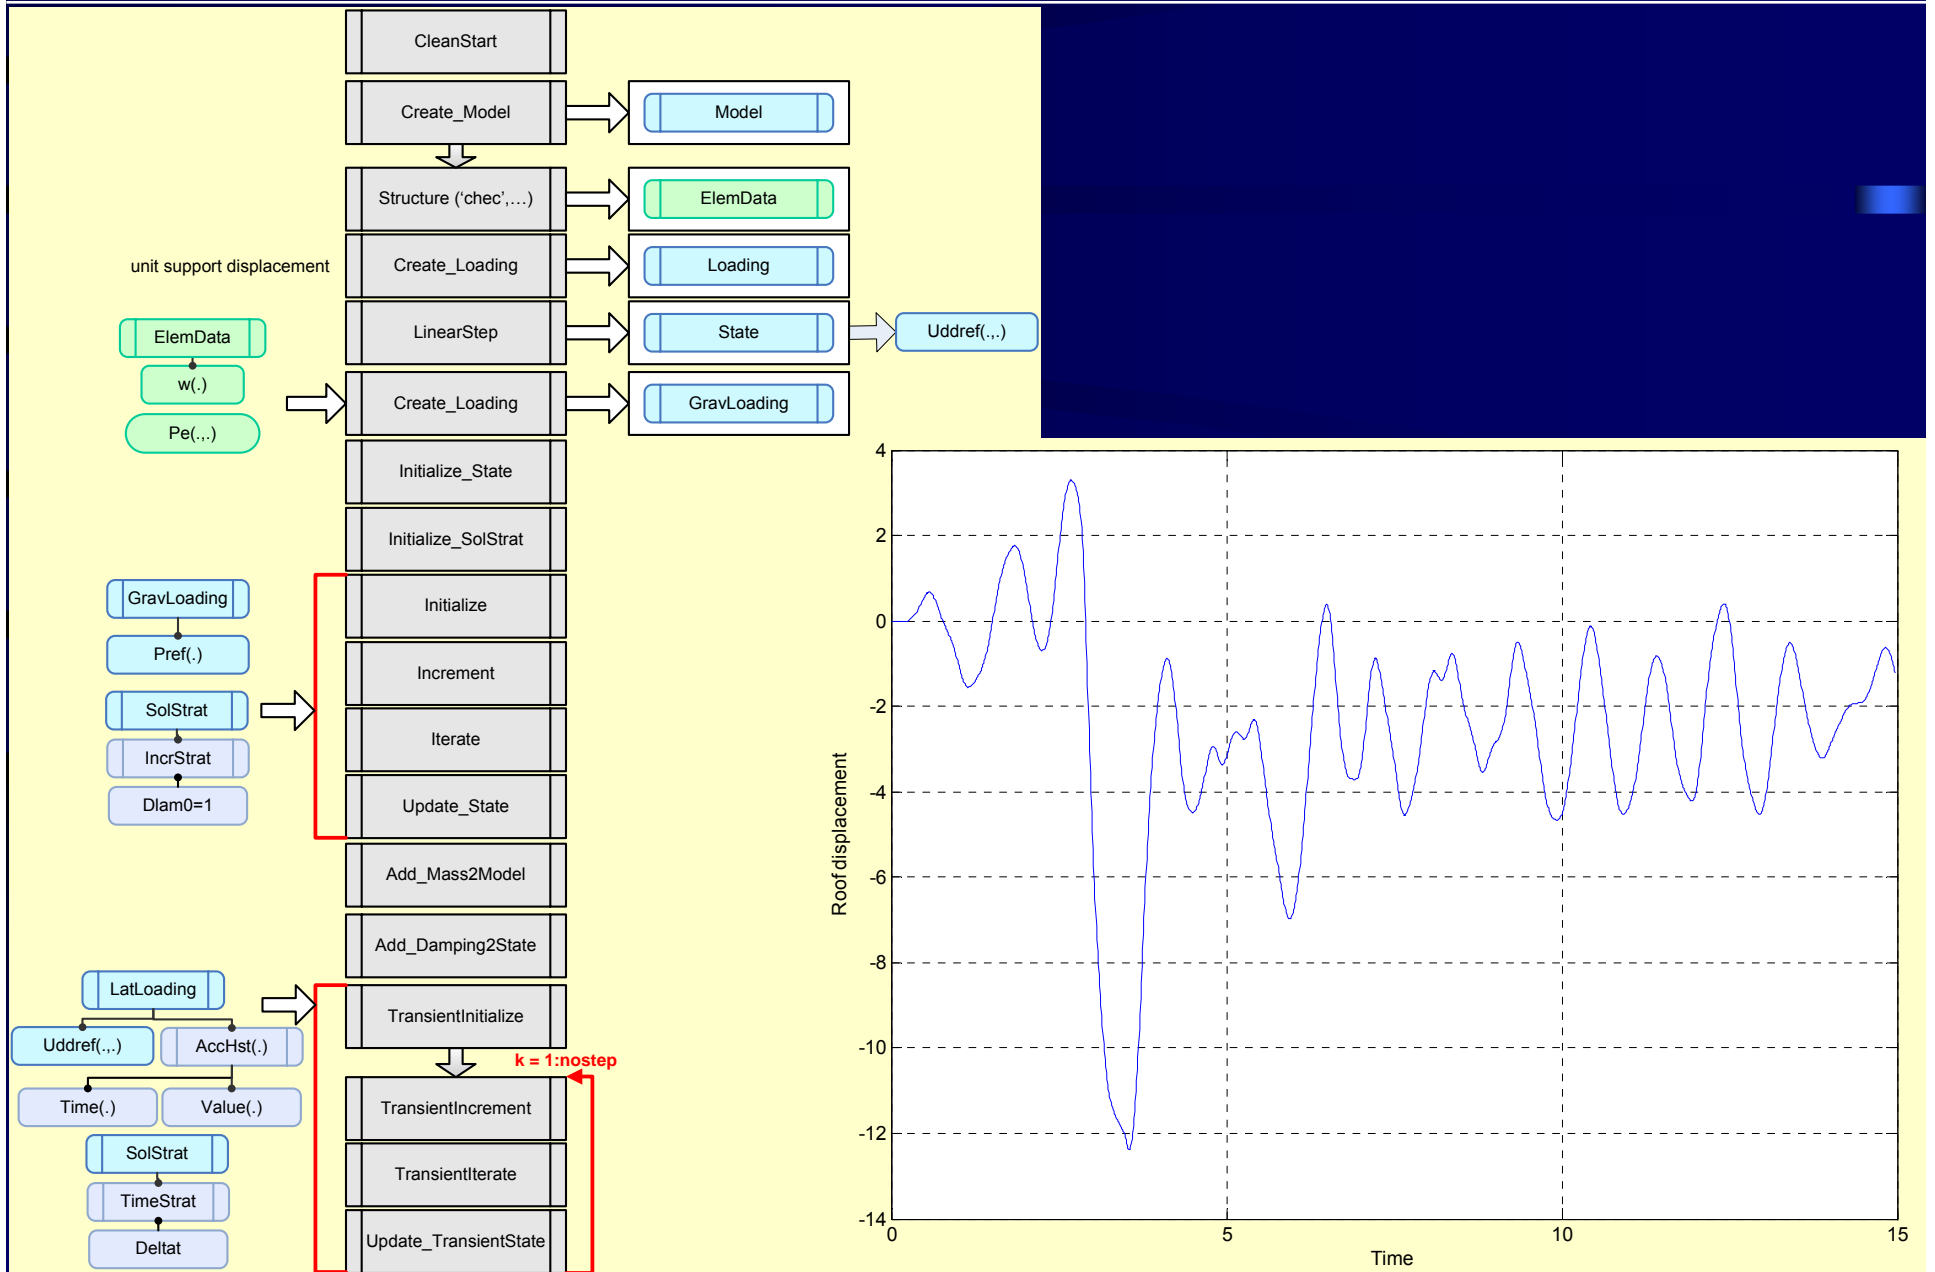 CleanStart
Create_Model
Model
Structure (‘chec’,…)
ElemData
unit support displacement
Create_Loading
Loading
LinearStep
State
Uddref(.,.)
ElemData
w(.)
Pe(.,.)
Create_Loading
GravLoading
Initialize_State
Initialize_SolStrat
GravLoading
Pref(.)
SolStrat
IncrStrat
Dlam0=1
Initialize
Increment
Iterate
Update_State
Add_Mass2Model
Add_Damping2State
LatLoading
Uddref(.,.)
AccHst(.)
Time(.)
Value(.)
SolStrat
TimeStrat
Deltat
TransientInitialize
k = 1:nostep
TransientIncrement
TransientIterate
Update_TransientState
4
2
0
-2
-4
-6
-8
-10
-12
-14
Roof displacement
0
5
10
15
Time